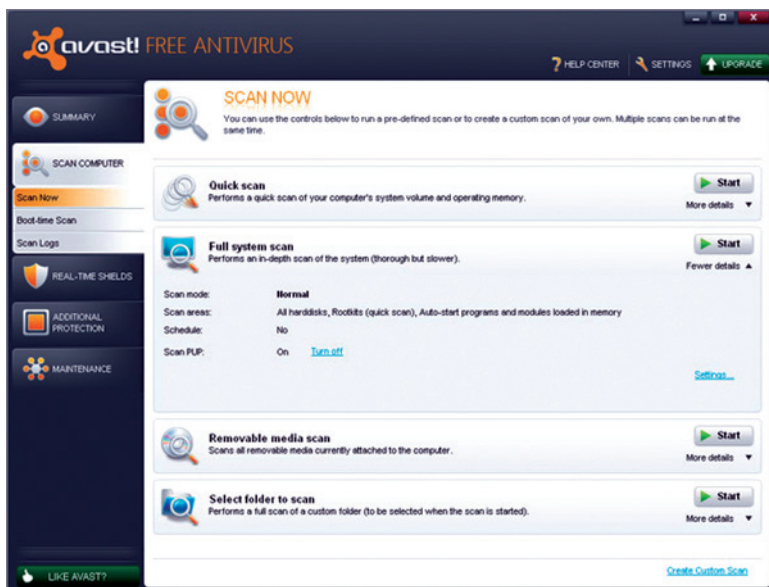 avast! FREE ANTIVIRUS
HELP CENTER
SETTINGS
UPGRADE
SUMMARY
SCAN COMPUTER
Scan Now
Boot-time Scan
Scan Logs
REAL-TIME SHIELDS
ADDITIONAL
PROTECTION
MAINTENANCE
LIKE AVAST?
SCAN NOW
You can use the controls below to run a pre-defined scan or to create a custom scan of your own. Multiple scans can be run at the
same time.
Quick scan
Performs a quick scan of your computer's system volume and operating memory.
Start
More details
Full system scan
Performs an in-depth scan of the system (thorough but slower).
Start
Fewer details
Scan mode: Normal
Scan areas: All harddisks, Rootkits (quick scan), Auto-start programs and modules loaded in memory
Schedule: No
Scan PUP: On Turn off
Settings...
Removable media scan
Scans all removable media currently attached to the computer.
Start
More details
Select folder to scan
Performs a full scan of a custom folder (to be selected when the scan is started).
Start
More details
Create Custom Scan